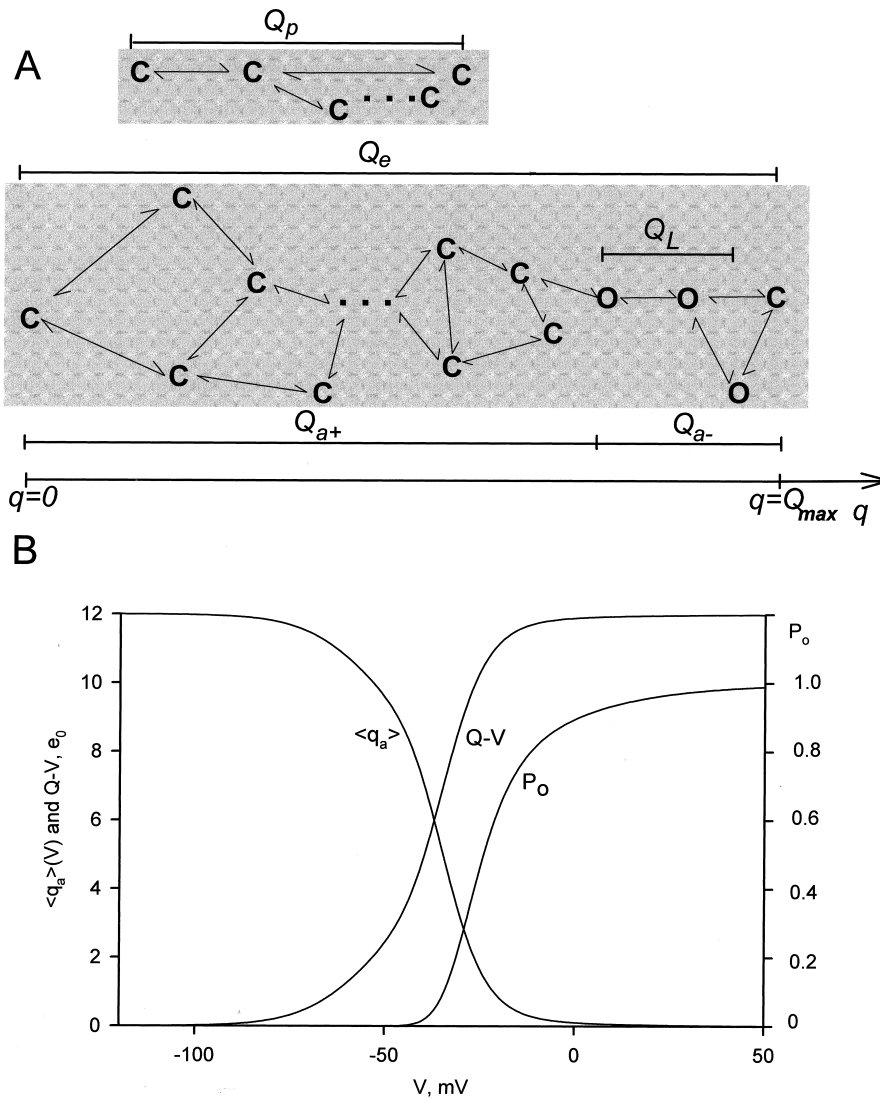 A
Qp
C C C
C ▪ ▪ ▪ C
Qe
C
C
C
C
C
C
C
▪ ▪ ▪
C
C
C
C
QL
O O C
O
Qa+ Qa-
q=0 q=Qmax q
B
<qa>(V) and Q-V, e0
12
10
8
6
4
2
0
<qa>
Q-V
Po
Po
1.0
0.8
0.6
0.4
0.2
0
-100 -50 0 50
V, mV